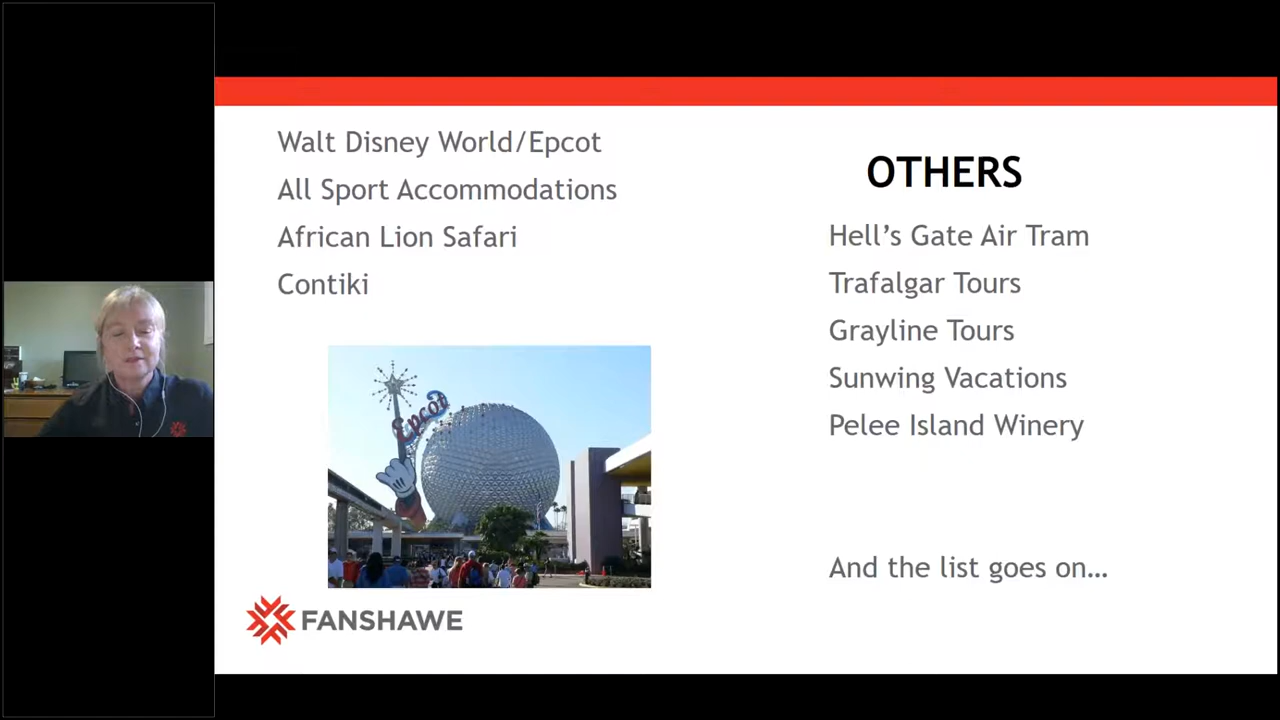 Walt Disney World/Epcot
All Sport Accommodations
African Lion Safari
Contiki
Epcot
FANSHAWE
OTHERS
Hell's Gate Air Tram
Trafalgar Tours
Grayline Tours
Sunwing Vacations
Pelee Island Winery
And the list goes on...